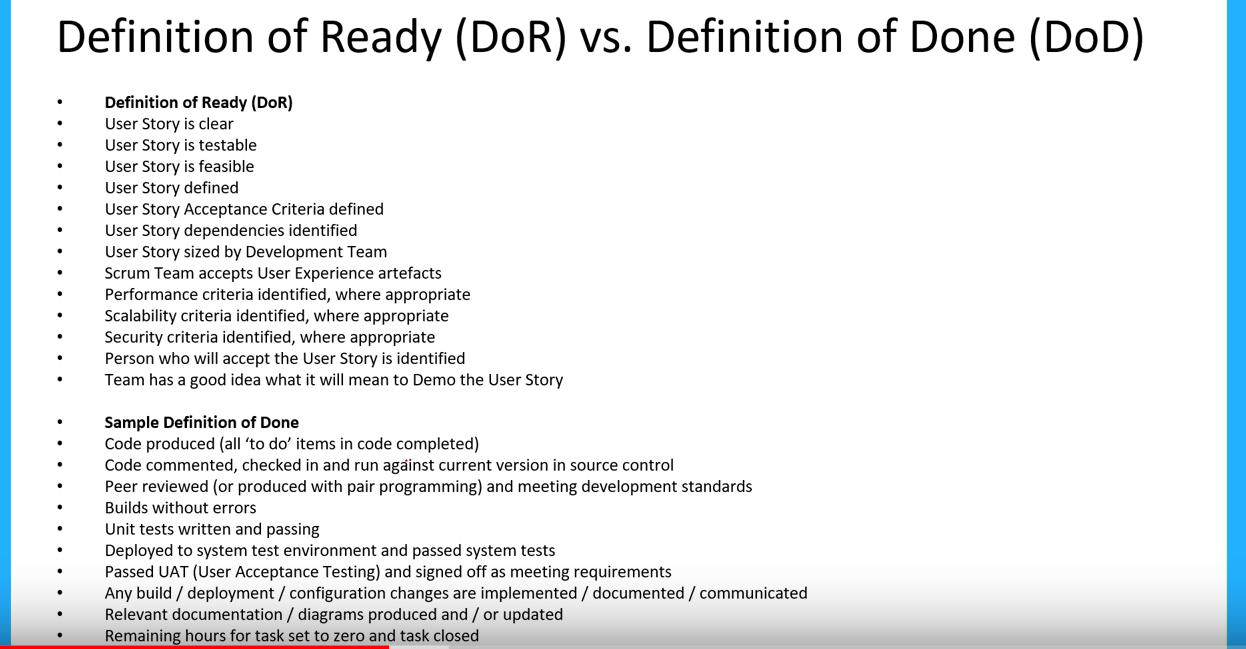 Definition of Ready (DoR) vs. Definition of Done (DoD)
• Definition of Ready (DoR)
• User Story is clear
• User Story is testable
• User Story is feasible
• User Story defined
• User Story Acceptance Criteria defined
• User Story dependencies identified
• User Story sized by Development Team
• Scrum Team accepts User Experience artefacts
• Performance criteria identified, where appropriate
• Scalability criteria identified, where appropriate
• Security criteria identified, where appropriate
• Person who will accept the User Story is identified
• Team has a good idea what it will mean to Demo the User Story
• Sample Definition of Done
• Code produced (all ‘to do’ items in code completed)
• Code commented, checked in and run against current version in source control
• Peer reviewed (or produced with pair programming) and meeting development standards
• Builds without errors
• Unit tests written and passing
• Deployed to system test environment and passed system tests
• Passed UAT (User Acceptance Testing) and signed off as meeting requirements
• Any build / deployment / configuration changes are implemented / documented / communicated
• Relevant documentation / diagrams produced and / or updated
• Remaining hours for task set to zero and task closed